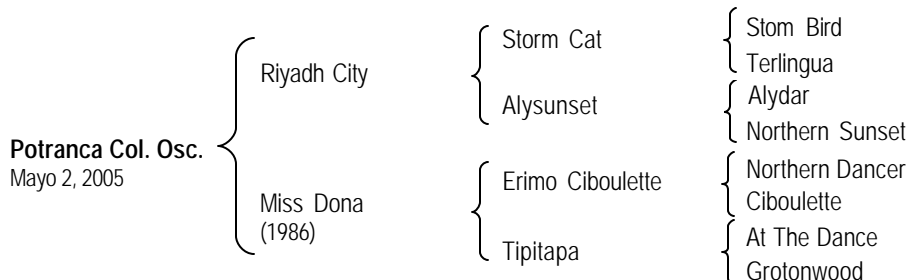 Potranca Col. Osc.
Mayo 2, 2005
Riyadh City
Miss Dona
(1986)
Storm Cat
Alysunset
Erimo Ciboulette
Tipitapa
Stom Bird
Terlingua
Alydar
Northern Sunset
Northern Dancer
Ciboulette
At The Dance
Grotonwood